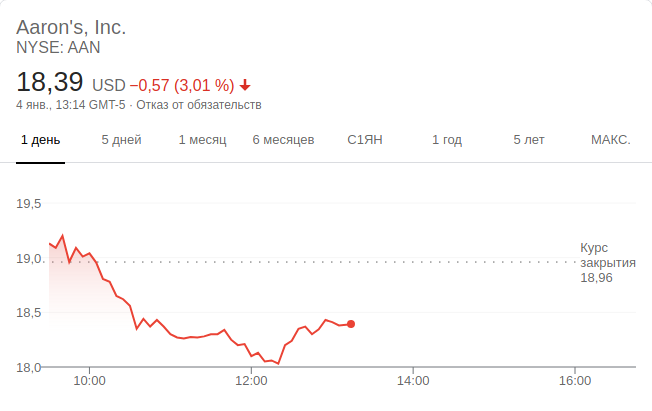 Aaron's, Inc.
NYSE: AAN
18,39 USD −0,57 (3,01 %)
4 янв., 13:14 GMT-5 · Отказ от обязательств
1 день 5 дней 1 месяц 6 месяцев С1ЯН 1 год 5 лет МАКС.
19,5
19,0
18,5
18,0
Курс
закрытия
18,96
10:00 12:00 14:00 16:00